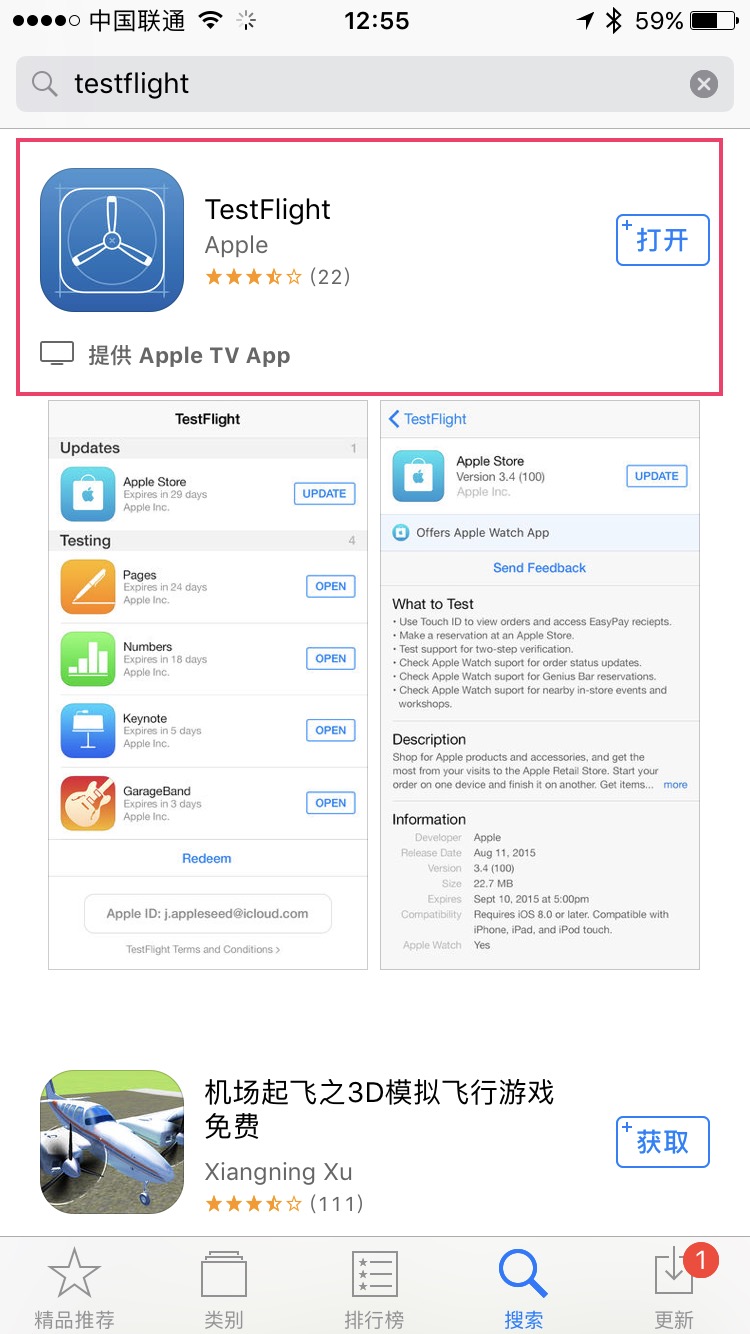 中国联通 12:55 59%
testflight
TestFlight
Apple
(22)
打开
提供 Apple TV App
TestFlight
Updates 1
Apple Store
Expires in 29 days
Apple Inc.
UPDATE
Testing 4
Pages
Expires in 24 days
Apple Inc.
OPEN
Numbers
Expires in 18 days
Apple Inc.
OPEN
Keynote
Expires in 5 days
Apple Inc.
OPEN
GarageBand
Expires in 3 days
Apple Inc.
OPEN
Redeem
Apple ID: j.appleseed@icloud.com
TestFlight Terms and Conditions >
TestFlight
Apple Store
Version 3.4 (100)
Apple Inc.
UPDATE
Offers Apple Watch App
Send Feedback
What to Test
• Use Touch ID to view orders and access EasyPay reciepts.
• Make a reservation at an Apple Store.
• Test support for two-step verification.
• Check Apple Watch suport for order status updates.
• Check Apple Watch suport for Genius Bar reservations.
• Check Apple Watch suport for nearby in-store events and
workshops.
Description
Shop for Apple products and accessories, and get the
most from your visits to the Apple Retail Store. Start your
order on one device and finish it on another. Get items... more
Information
Developer Apple
Release Date Aug 11, 2015
Version 3.4 (100)
Size 22.7 MB
Expires Sept 10, 2015 at 5:00pm
Compatibility Requires iOS 8.0 or later. Compatible with
iPhone, iPad, and iPod touch.
Apple Watch Yes
机场起飞之3D模拟飞行游戏
免费
Xiangning Xu
(111)
获取
1
精品推荐 类别 排行榜 搜索 更新